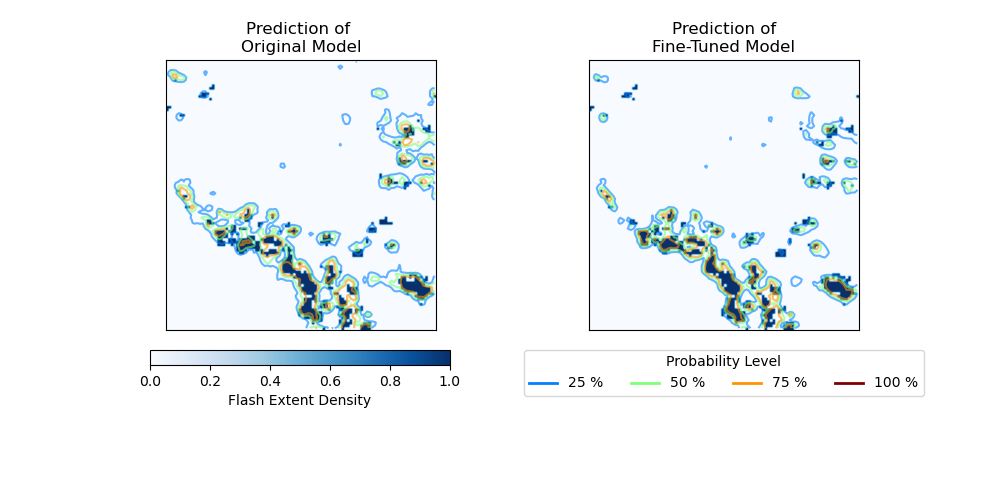 Prediction of
Original Model
Prediction of
Fine-Tuned Model
0.0 0.2 0.4 0.6 0.8 1.0
Flash Extent Density
Probability Level
25 % 50 % 75 % 100 %